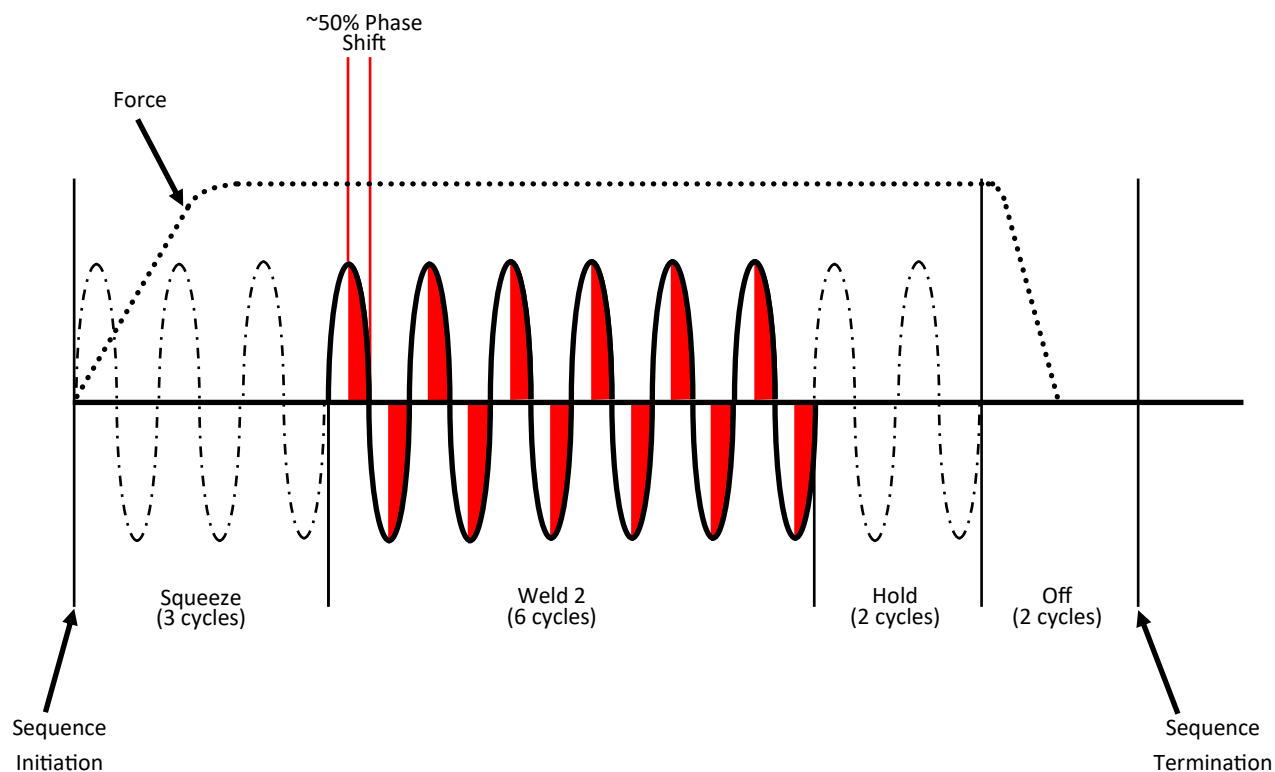 ~50% Phase
Shift
Force
Squeeze
(3 cycles)
Weld 2
(6 cycles)
Hold
(2 cycles)
Off
(2 cycles)
Sequence
Initiation
Sequence
Termination